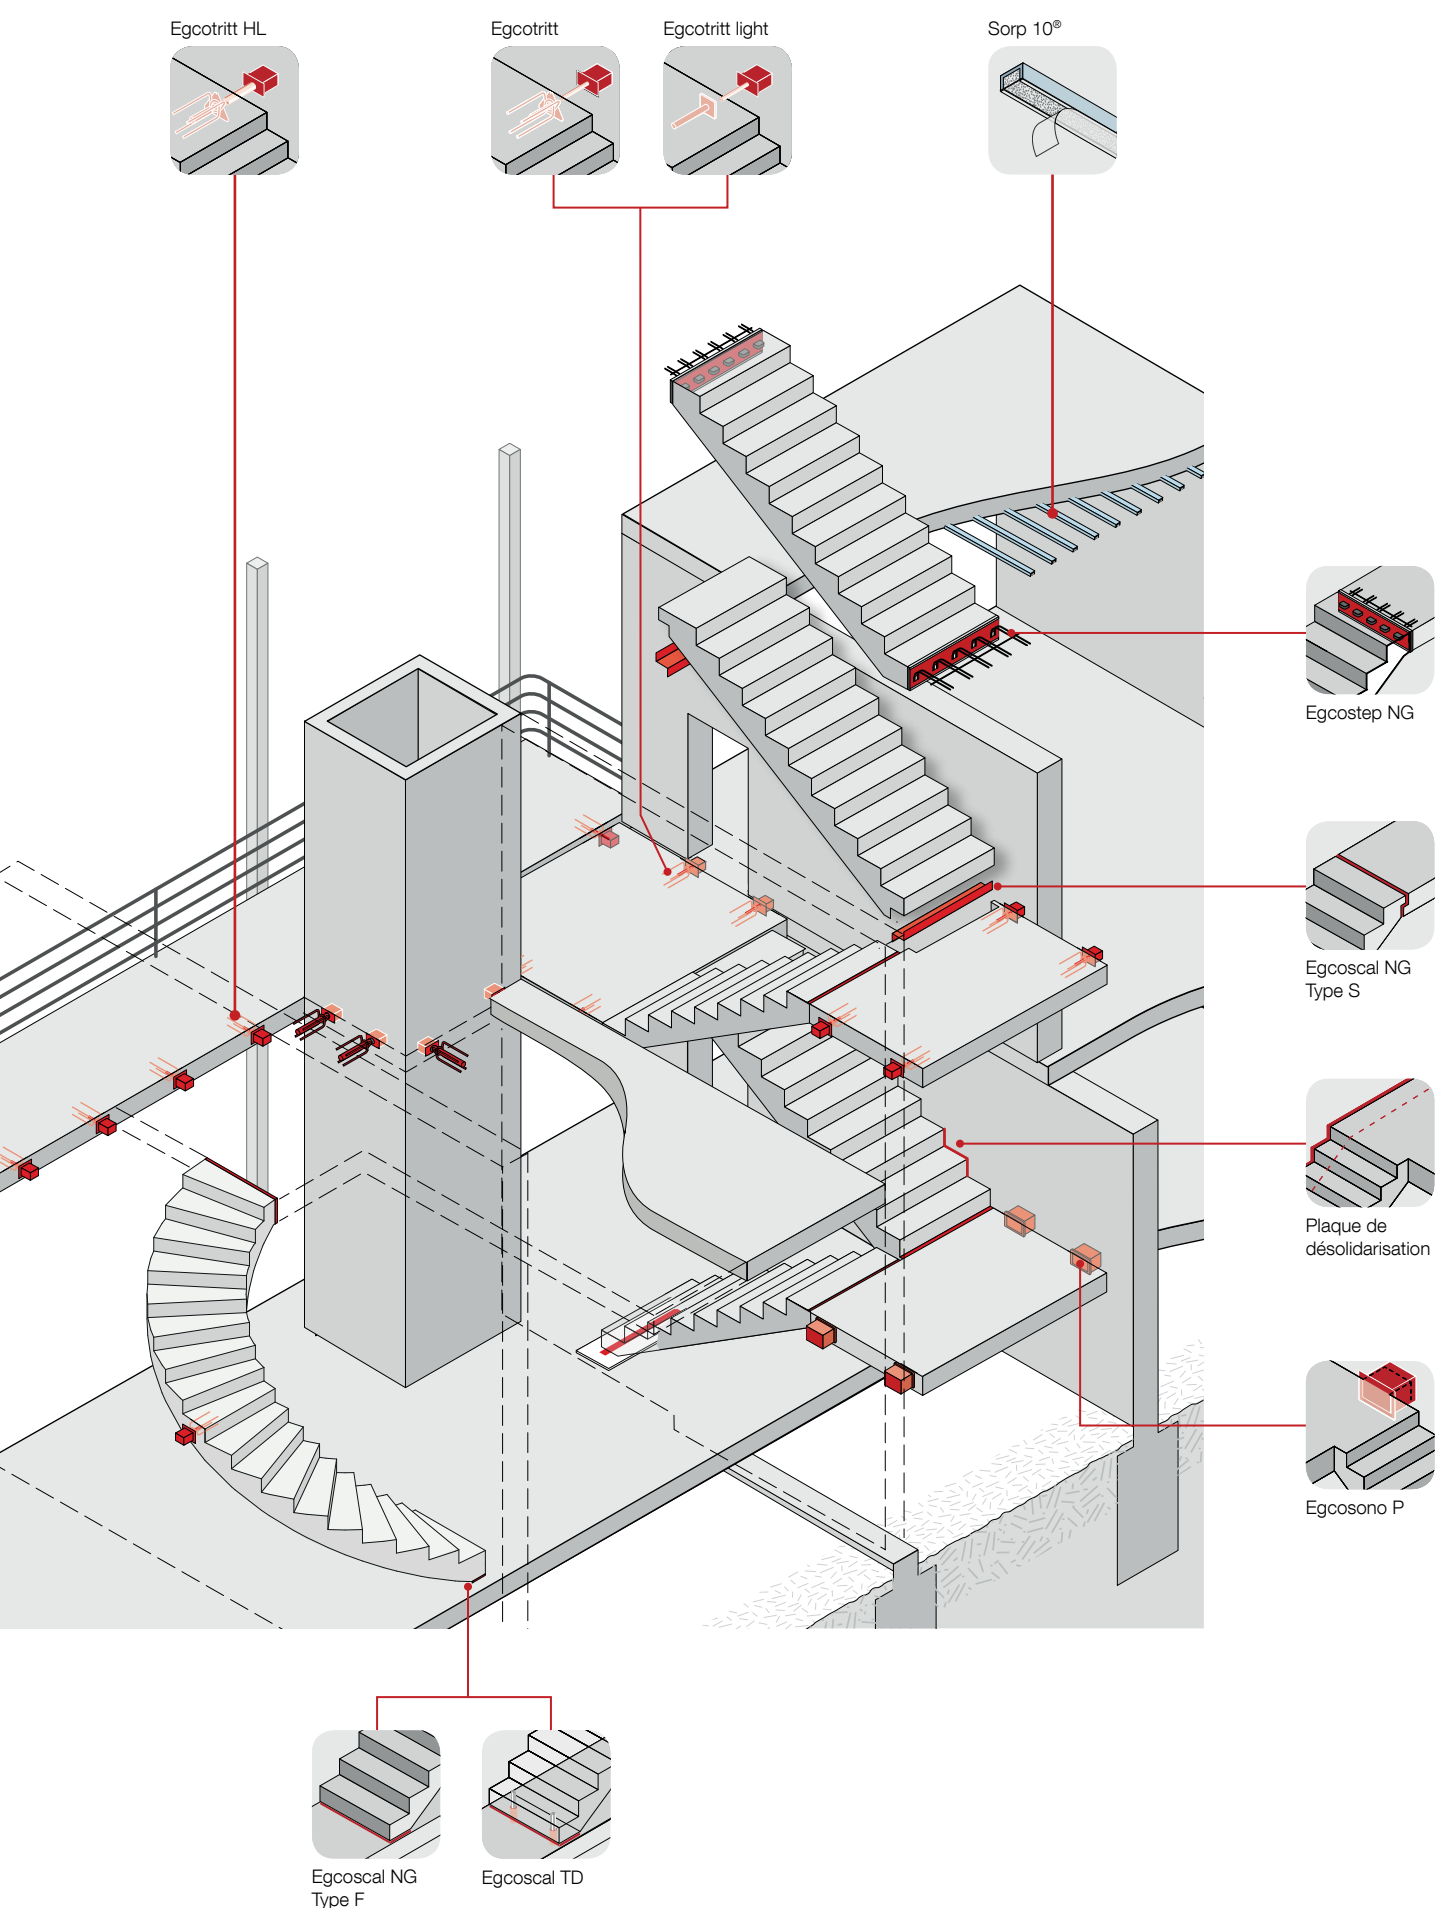 Egcotritt HL
Egcotritt
Egcotritt light
Sorp 10®
Egcostep NG
Egcoscal NG
Type S
Plaque de
désolidarisation
Egcosono P
Egcoscal NG
Type F
Egcoscal TD